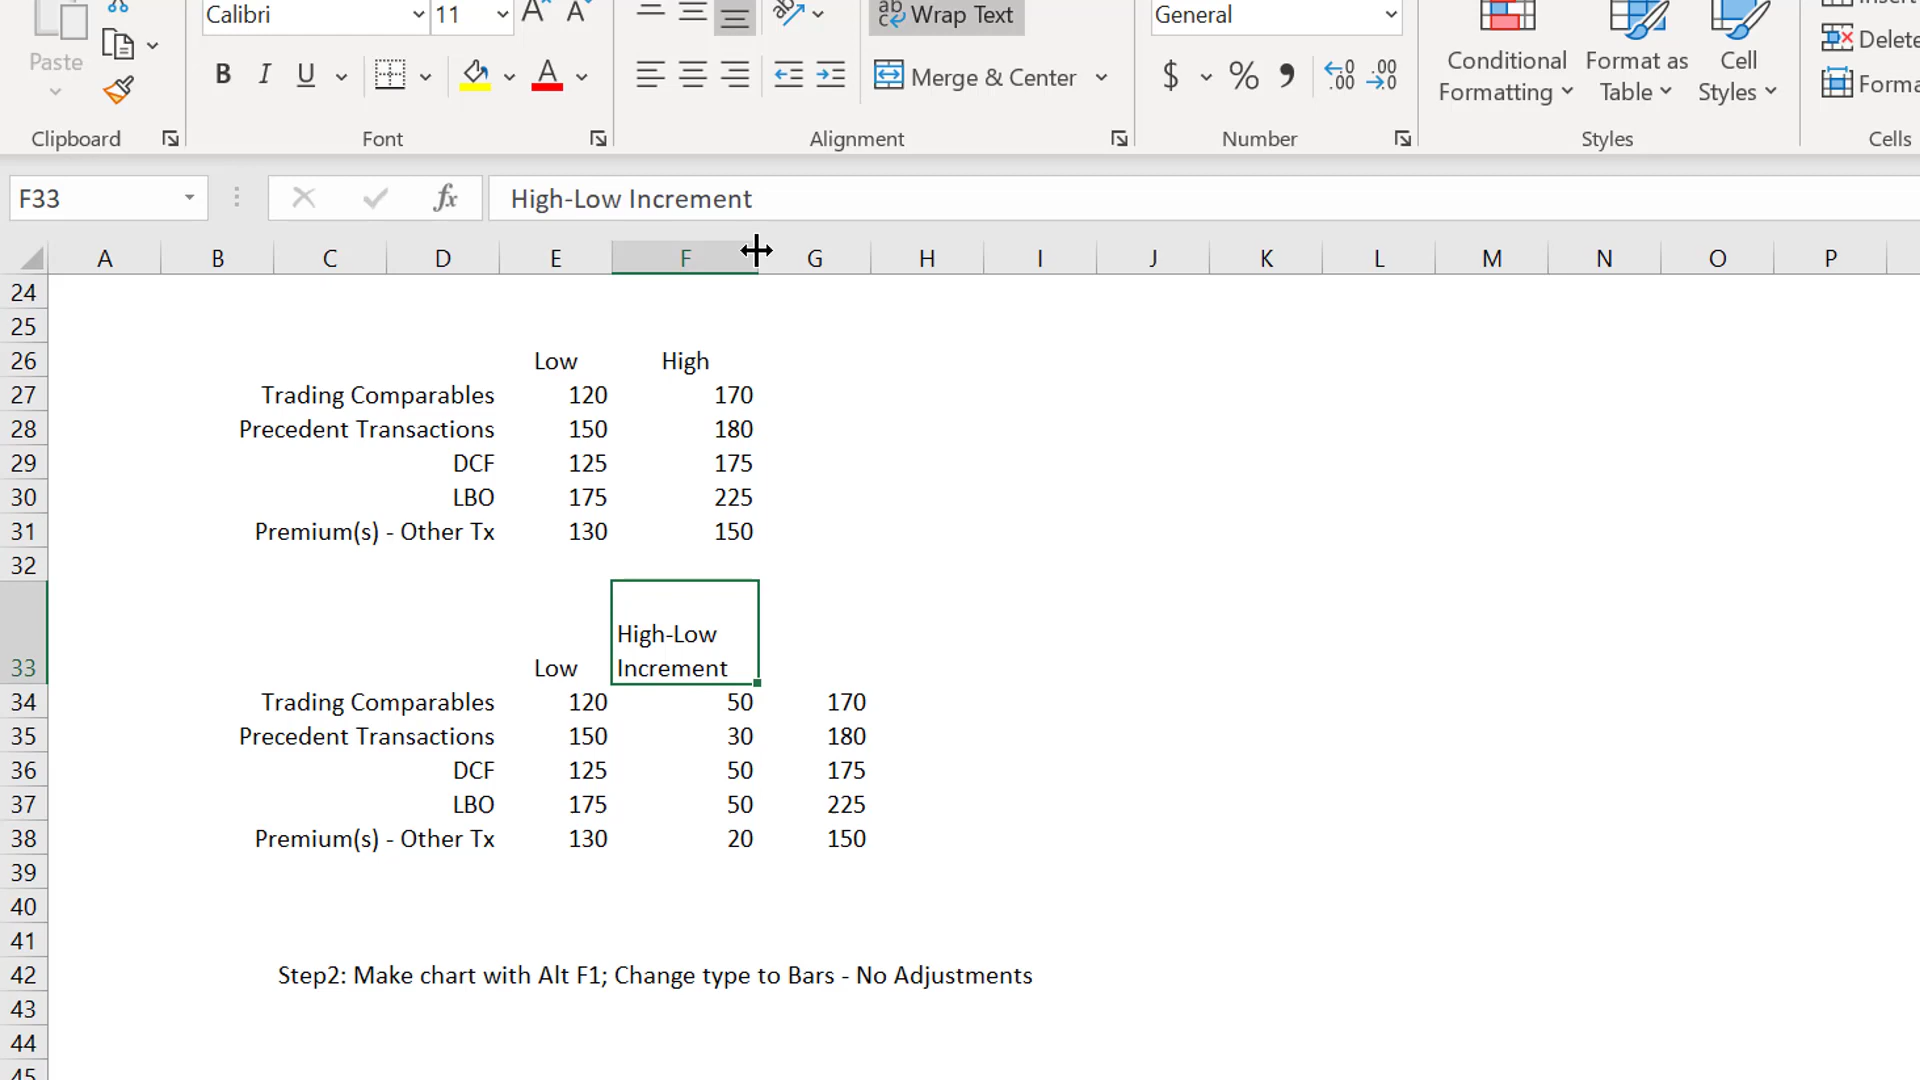 Calibri 11 A A ab Wrap Text General
Paste B I U A Merge & Center $ % 9 .00 .00 Conditional Formatting Format as Table Cell Styles Delete
Clipboard Font Alignment Number Styles Cells
F33 fx High-Low Increment
A B C D E F G H I J K L M N O P
24
25
26 Low High
27 Trading Comparables 120 170
28 Precedent Transactions 150 180
29 DCF 125 175
30 LBO 175 225
31 Premium(s) - Other Tx 130 150
32
High-Low
33 Low Increment
34 Trading Comparables 120 50 170
35 Precedent Transactions 150 30 180
36 DCF 125 50 175
37 LBO 175 50 225
38 Premium(s) - Other Tx 130 20 150
39
40
41
42 Step2: Make chart with Alt F1; Change type to Bars - No Adjustments
43
44
45